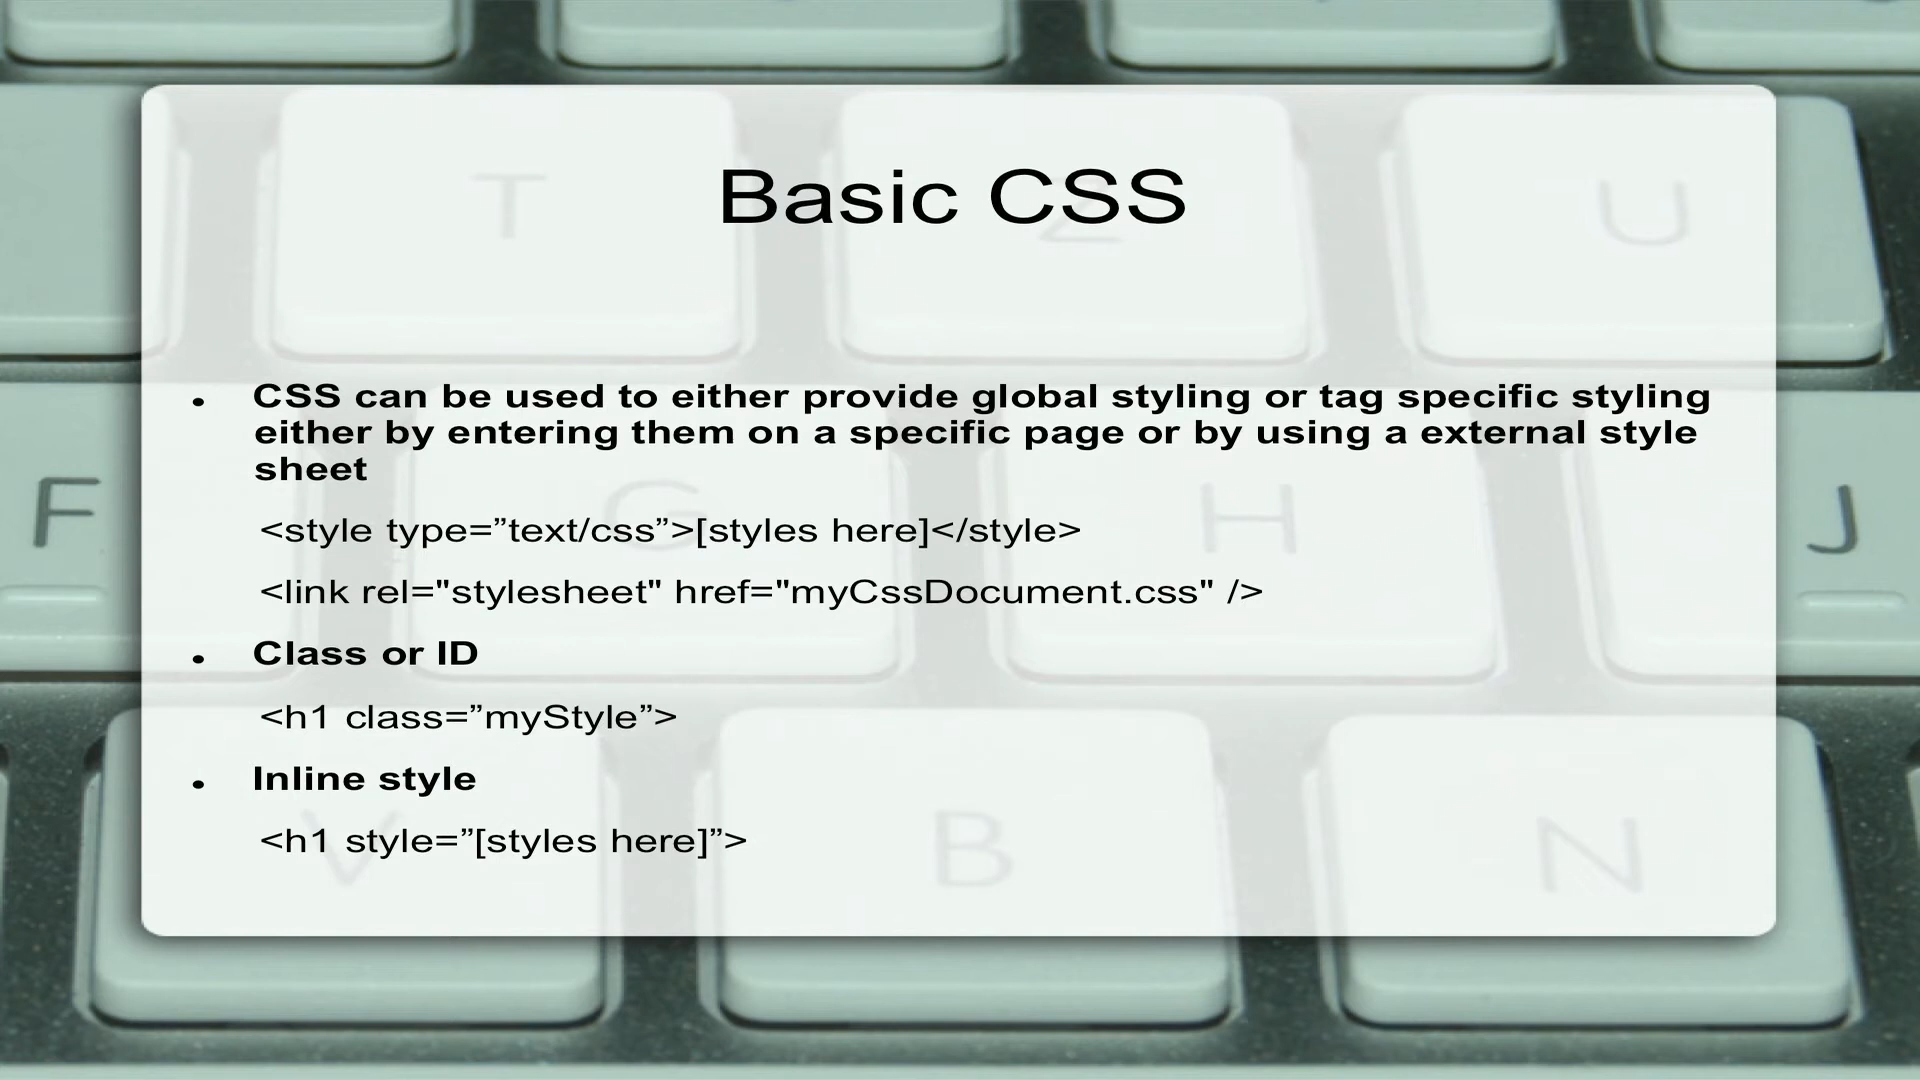 Basic CSS
• CSS can be used to either provide global styling or tag specific styling
either by entering them on a specific page or by using a external style
sheet
<style type=”text/css”>[styles here]</style>
<link rel="stylesheet" href="myCssDocument.css" />
• Class or ID
<h1 class=”myStyle”>
• Inline style
<h1 style=”[styles here]”>
T
Z
U
F
G
H
J
V
B
N